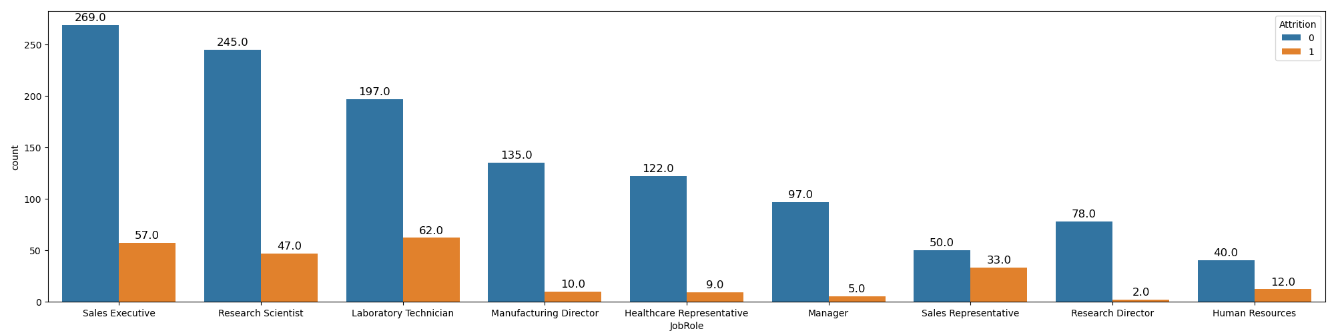 269.0
245.0
197.0
135.0
122.0
97.0
50.0
78.0
40.0
57.0
47.0
62.0
10.0
9.0
5.0
33.0
2.0
12.0
Attrition
0
1
count
250
200
150
100
50
0
Sales Executive
Research Scientist
Laboratory Technician
Manufacturing Director
Healthcare Representative
Manager
Sales Representative
Research Director
Human Resources
JobRole